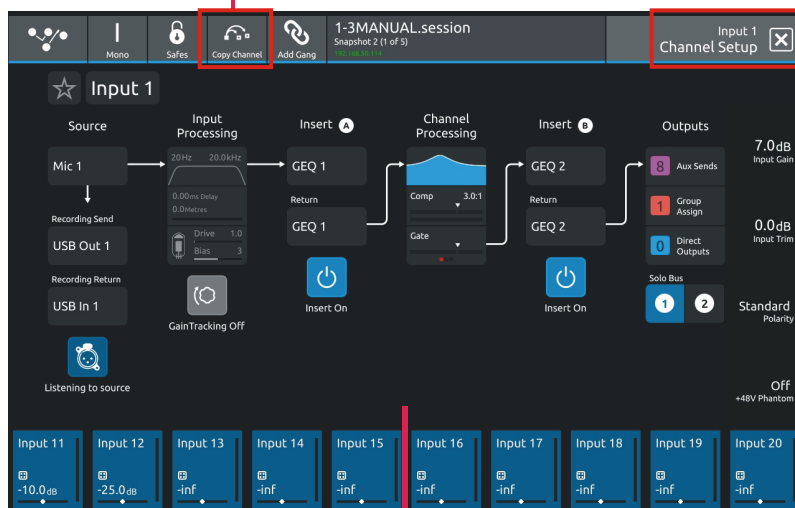 Mono
Safes
Copy Channel
Add Gang
1-3MANUAL.session
Snapshot 2 (1 of 5)
192.168.98.114
Input 1
Channel Setup
Input 1
Source
Input
Processing
Insert A
Channel
Processing
Insert B
Outputs
Mic 1
20Hz 20.0kHz
GEQ 1
GEQ 2
8 Aux Sends
7.0dB
Input Gain
0.00ms Delay
0.0Metres
Return
Comp 3.0:1
Return
1 Group
Assign
Recording Send
USB Out 1
Drive 1.0
Bias 3
GEQ 1
Gate
GEQ 2
0 Direct
Outputs
0.0dB
Input Trim
Recording Return
USB In 1
GainTracking Off
Insert On
Insert On
Solo Bus
1 2
Standard
Polarity
Listening to source
Off
+48V Phantom
Input 11
Input 12
Input 13
Input 14
Input 15
Input 16
Input 17
Input 18
Input 19
Input 20
-10.0dB
-25.0dB
-inf
-inf
-inf
-inf
-inf
-inf
-inf
-inf